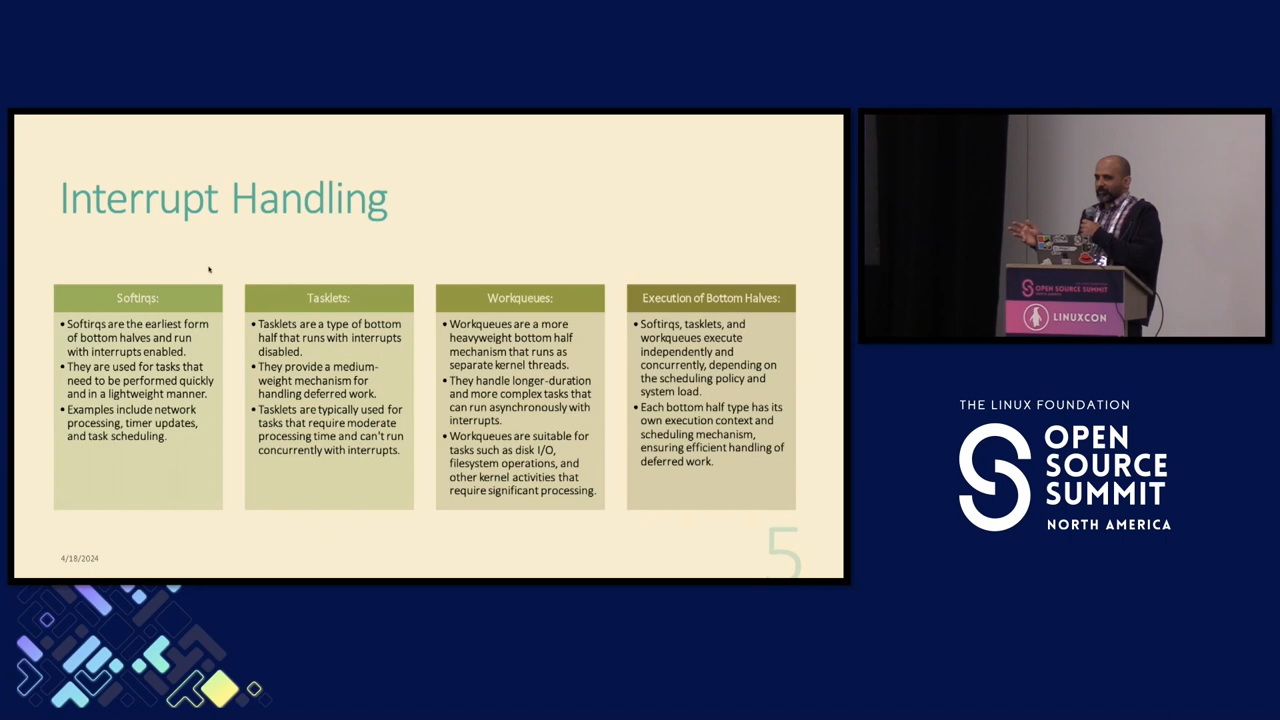 Interrupt Handling
Softirqs:
• Softirqs are the earliest form
of bottom halves and run
with interrupts enabled.
• They are used for tasks that
need to be performed quickly
and in a lightweight manner.
• Examples include network
processing, timer updates,
and task scheduling.
Tasklets:
• Tasklets are a type of bottom
half that runs with interrupts
disabled.
• They provide a medium-
weight mechanism for
handling deferred work.
• Tasklets are typically used for
tasks that require moderate
processing time and can't run
concurrently with interrupts.
Workqueues:
• Workqueues are a more
heavyweight bottom half
mechanism that runs as
separate kernel threads.
• They handle longer-duration
and more complex tasks that
can run asynchronously with
interrupts.
• Workqueues are suitable for
tasks such as disk I/O,
filesystem operations, and
other kernel activities that
require significant processing.
Execution of Bottom Halves:
• Softirqs, tasklets, and
workqueues execute
independently and
concurrently, depending on
the scheduling policy and
system load.
• Each bottom half type has its
own execution context and
scheduling mechanism,
ensuring efficient handling of
deferred work.
4/18/2024
5
OPEN SOURCE SUMMIT
LINUXCON
THE LINUX FOUNDATION
OPEN
SOURCE
SUMMIT
NORTH AMERICA